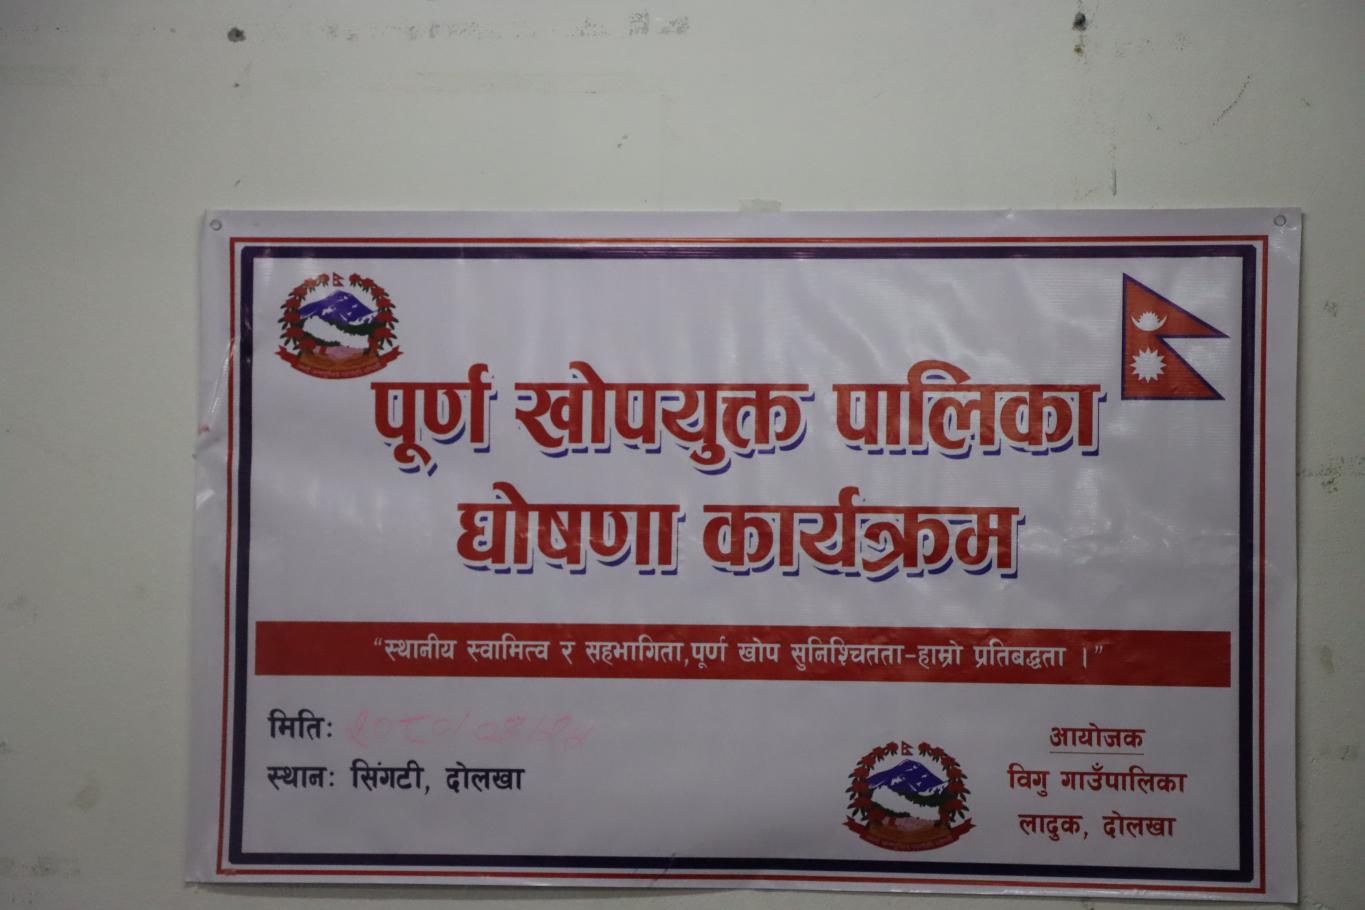 पूर्ण खोपयुक्त पालिका
घोषणा कार्यक्रम
“स्थानीय स्वामित्व र सहभागिता,पूर्ण खोप सुनिश्चितता-हाम्रो प्रतिबद्धता ।”
मितिः
स्थानः सिंगटी, दोलखा
आयोजक
विगु गाउँपालिका
लादुक, दोलखा